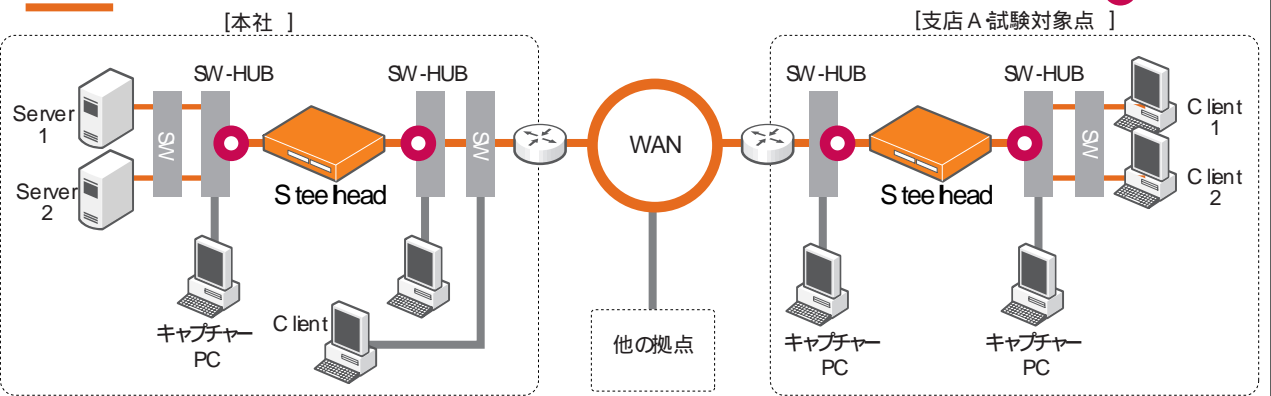 [本社 ]
[支店A・試験対象点 ]
SW-HUB
SW-HUB
SW-HUB
SW-HUB
Server
1
Server
2
SW
SW
SW
Steelhead
Steelhead
WAN
Client
1
Client
2
Client
キャプチャー
PC
他の拠点
キャプチャー
PC
キャプチャー
PC